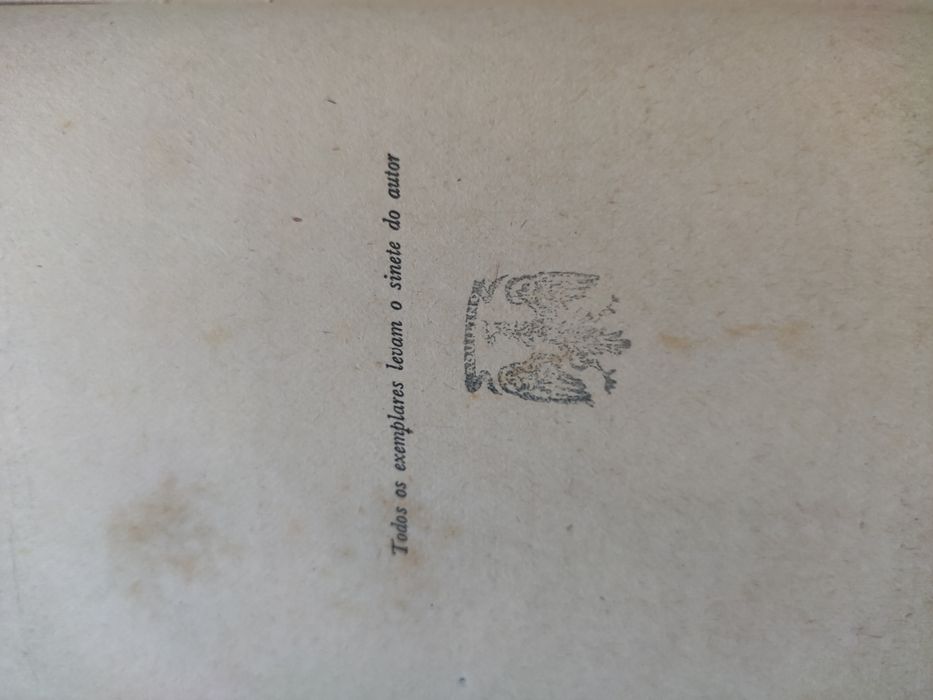 Todos os exemplares levam o sinete do autor